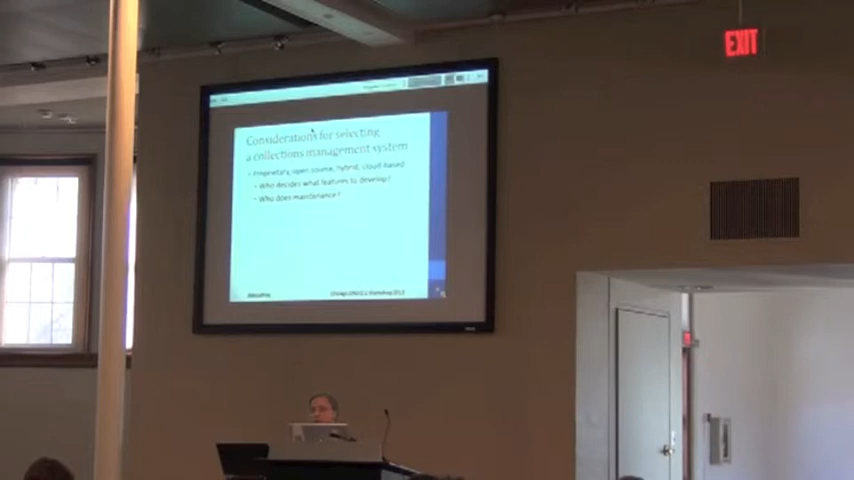 EXIT
Considerations for selecting
a collections management system
• Proprietary, open source, hybrid, cloud-based
• Who decides what features to develop?
• Who does maintenance?